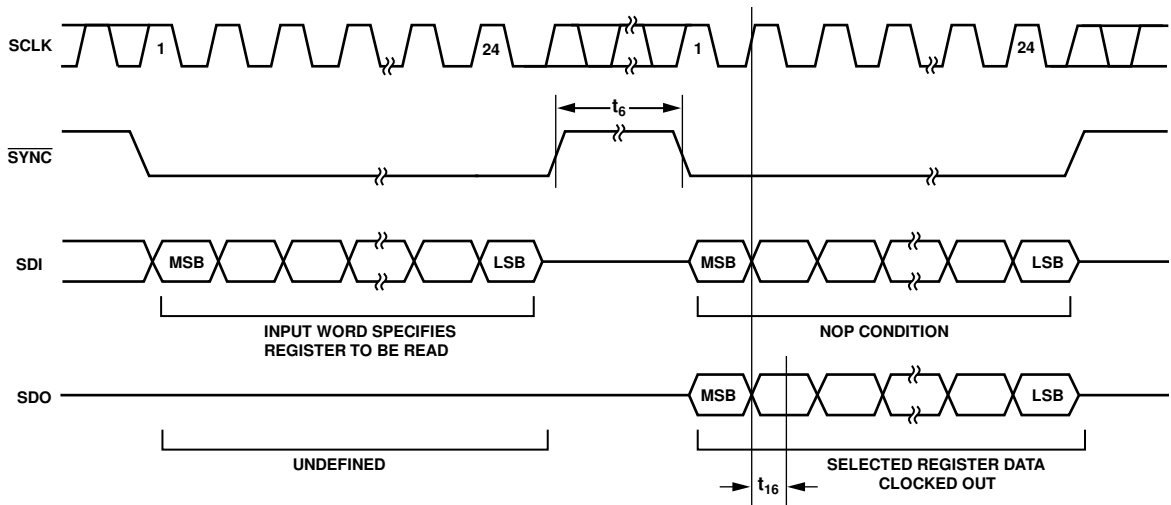 SCLK 1 24 1 24
t6
SYNC
SDI MSB LSB MSB LSB
INPUT WORD SPECIFIES
REGISTER TO BE READ
NOP CONDITION
SDO MSB LSB
UNDEFINED
SELECTED REGISTER DATA
CLOCKED OUT
t16